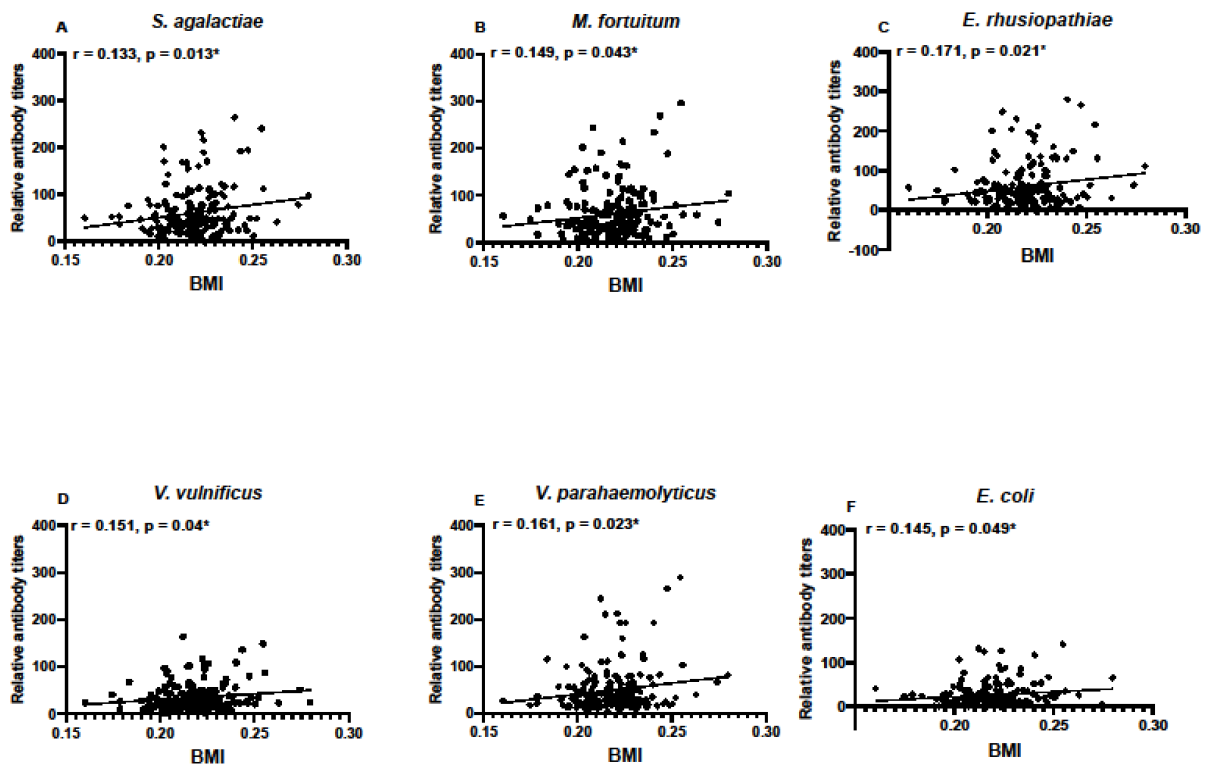 A
S. agalactiae
r = 0.133, p = 0.013*
Relative antibody titers
400
300
200
100
0
0.15
0.20
0.25
0.30
BMI
B
M. fortuitum
r = 0.149, p = 0.043*
Relative antibody titers
400
300
200
100
0
0.15
0.20
0.25
0.30
BMI
C
E. rhusiopathiae
r = 0.171, p = 0.021*
Relative antibody titers
400
300
200
100
0
-100
0.20
0.25
0.30
BMI
D
V. vulnificus
r = 0.151, p = 0.04*
Relative antibody titers
400
300
200
100
0
0.15
0.20
0.25
0.30
BMI
E
V. parahaemolyticus
r = 0.161, p = 0.023*
Relative antibody titers
400
300
200
100
0
0.15
0.20
0.25
0.30
BMI
F
E. coli
r = 0.145, p = 0.049*
Relative antibody titers
400
300
200
100
0
0.20
0.25
0.30
BMI